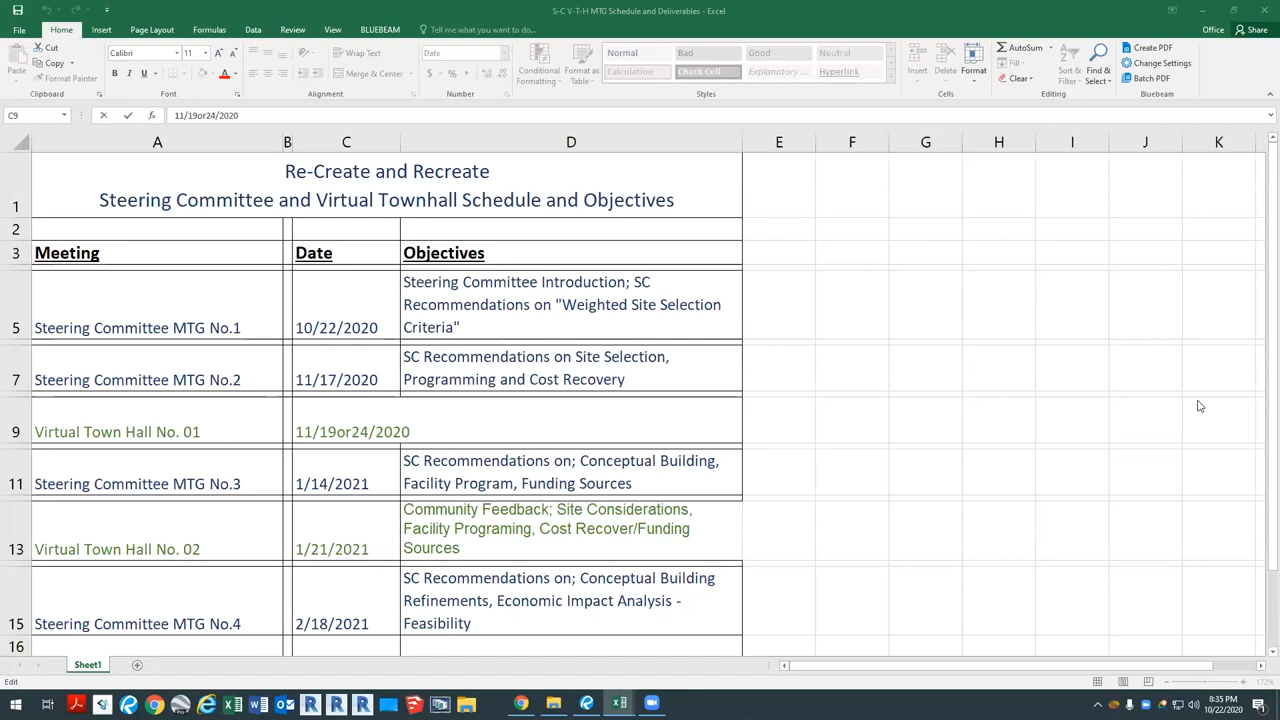 S-C V-T-H MTG Schedule and Deliverables - Excel
File Home Insert Page Layout Formulas Data Review View BLUEBEAM Tell me what you want to do... Office Share
Cut
Copy
Format Painter
Paste
Clipboard
Calibri 11
Font
Wrap Text
Merge & Center
Alignment
Date
Number
Conditional Formatting
Format as Table
Normal Bad Good Neutral
Calculation Check Cell Explanatory ... Hyperlink
Styles
Insert Delete Format
Cells
AutoSum
Fill
Clear
Sort & Filter
Find & Select
Editing
Create PDF
Change Settings
Batch PDF
Bluebeam
C9 fx 11/19or24/2020
A B C D E F G H I J K
Re-Create and Recreate
1 Steering Committee and Virtual Townhall Schedule and Objectives
2
3 Meeting Date Objectives
Steering Committee Introduction; SC
Recommendations on "Weighted Site Selection
5 Steering Committee MTG No.1 10/22/2020 Criteria"
SC Recommendations on Site Selection,
7 Steering Committee MTG No.2 11/17/2020 Programming and Cost Recovery
9 Virtual Town Hall No. 01 11/19or24/2020
SC Recommendations on; Conceptual Building,
11 Steering Committee MTG No.3 1/14/2021 Facility Program, Funding Sources
Community Feedback; Site Considerations,
Facility Programing, Cost Recover/Funding
13 Virtual Town Hall No. 02 1/21/2021 Sources
SC Recommendations on; Conceptual Building
Refinements, Economic Impact Analysis -
15 Steering Committee MTG No.4 2/18/2021 Feasibility
16
Sheet1
Edit 172%
8:35 PM
10/22/2020